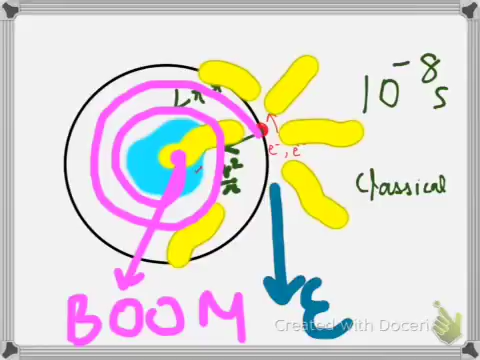 10⁻⁸s
e⁻, e
Classical
BOOM
E
Created with Doceri